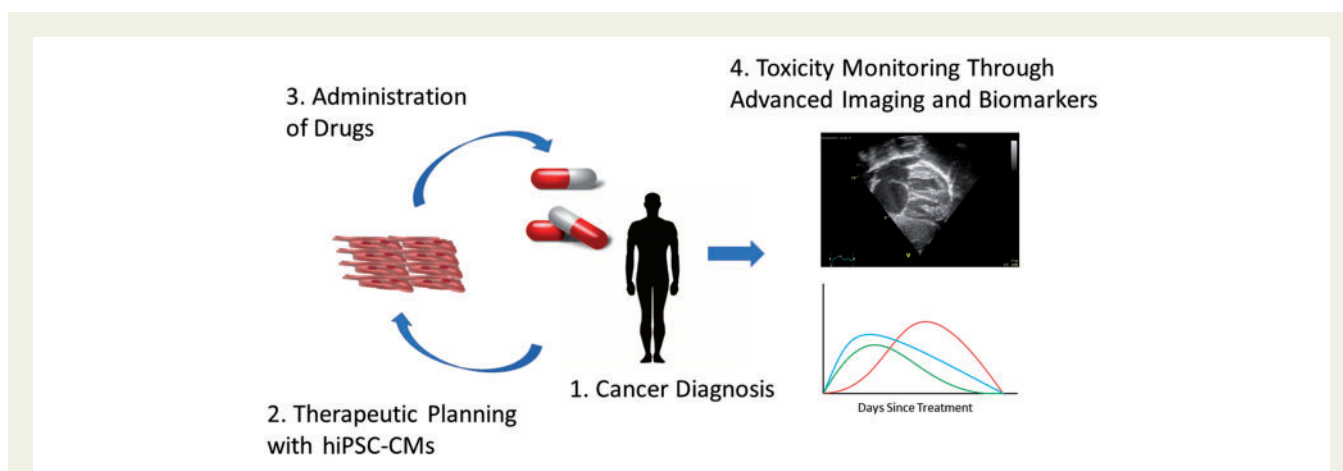 1. Cancer Diagnosis
2. Therapeutic Planning
with hiPSC-CMs
3. Administration
of Drugs
4. Toxicity Monitoring Through
Advanced Imaging and Biomarkers
V
Days Since Treatment